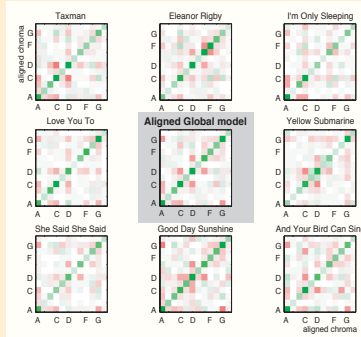 Taxman
Eleanor Rigby
I'm Only Sleeping
aligned chroma
G
F
D
C
A
A C D F G
G
F
D
C
A
A C D F G
G
F
D
C
A
A C D F G
Love You To
Aligned Global model
Yellow Submarine
G
F
D
C
A
A C D F G
G
F
D
C
A
A C D F G
G
F
D
C
A
A C D F G
She Said She Said
Good Day Sunshine
And Your Bird Can Sin
G
F
D
C
A
A C D F G
G
F
D
C
A
A C D F G
G
F
D
C
A
A C D F G
aligned chroma